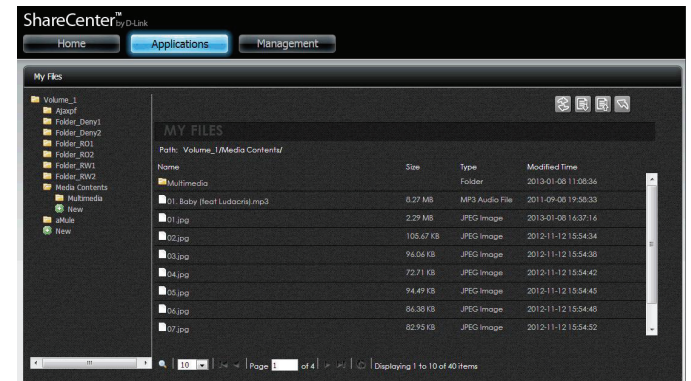 ShareCenter™ by D-Link
Home Applications Management
My Files
Volume_1
Ajaxpf
Folder_Deny1
Folder_Deny2
Folder_RO1
Folder_RO2
Folder_RW1
Folder_RW2
Media Contents
Multimedia
New
aMule
New
MY FILES
Path: Volume_1/Media Contents/
Name Size Type Modified Time
Multimedia Folder 2013-01-08 11:08:36
01. Baby (feat Ludacris).mp3 8.27 MB MP3 Audio File 2011-09-08 19:58:33
01.jpg 2.29 MB JPEG Image 2013-01-08 16:37:16
02.jpg 105.67 KB JPEG Image 2012-11-12 15:54:34
03.jpg 96.06 KB JPEG Image 2012-11-12 15:54:38
04.jpg 72.71 KB JPEG Image 2012-11-12 15:54:42
05.jpg 94.49 KB JPEG Image 2012-11-12 15:54:45
06.jpg 86.38 KB JPEG Image 2012-11-12 15:54:48
07.jpg 82.95 KB JPEG Image 2012-11-12 15:54:52
10 Page 1 of 4 Displaying 1 to 10 of 40 items